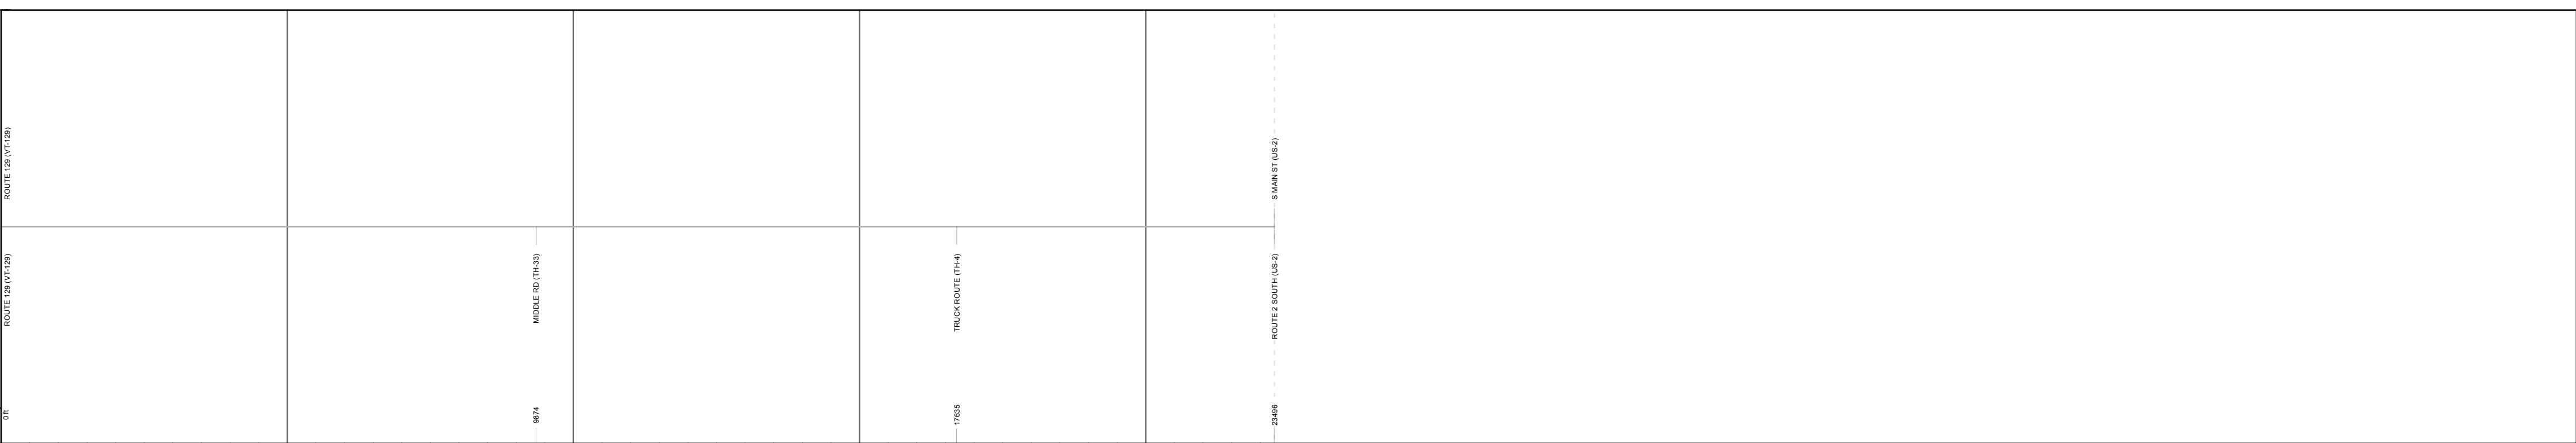 ROUTE 129 (VT-129)
S MAIN ST (US-2)
ROUTE 129 (VT-129)
MIDDLE RD (TH-33)
TRUCK ROUTE (TH-4)
ROUTE 2 SOUTH (US-2)
0 ft
9874
17635
23496